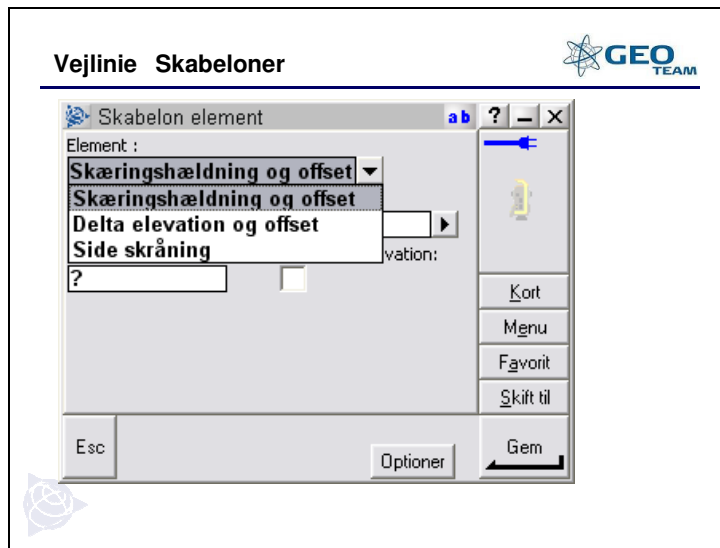 Vejlinie Skabeloner
GEO
TEAM
Skabelon element
ab
?
Element :
Skæringshældning og offset
Skæringshældning og offset
Delta elevation og offset
Side skråning
vation:
?
Kort
Menu
Favorit
Skift til
Esc
Optioner
Gem